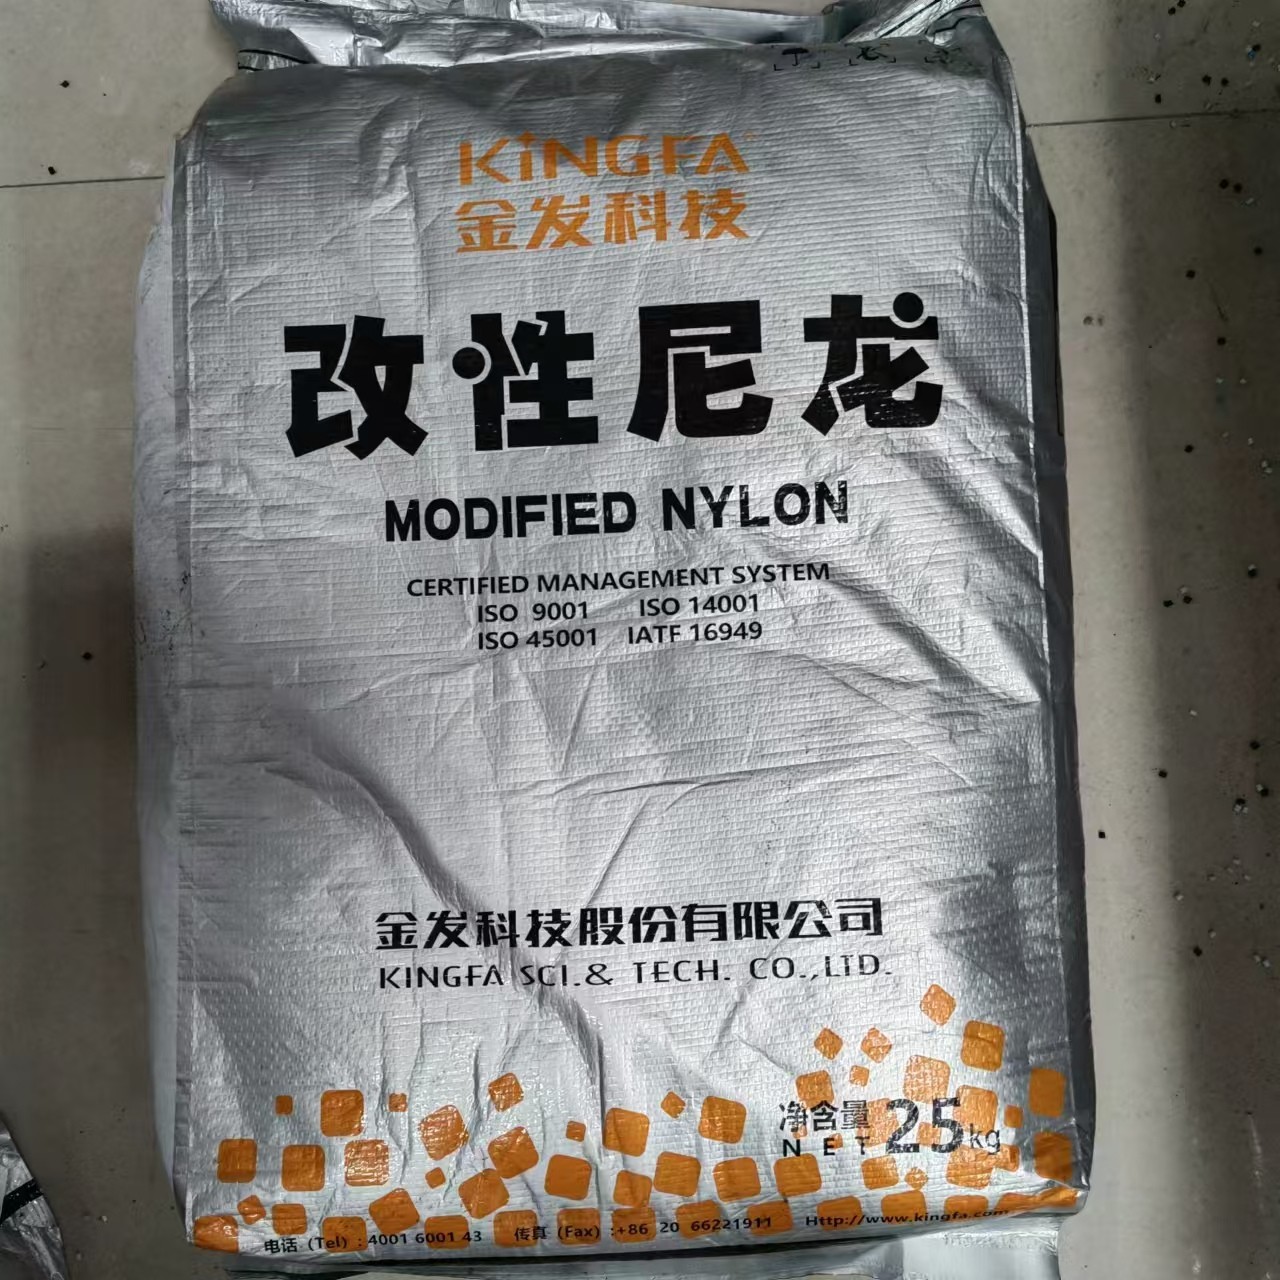 KINGFA
金发科技
改性尼龙
MODIFIED NYLON
CERTIFIED MANAGEMENT SYSTEM
ISO 9001 ISO 14001
ISO 45001 IATF 16949
金发科技股份有限公司
KINGFA SCI.& TECH. CO.,LTD.
净含量 25kg
NET
电话 (Tel) : 4001 6001 43 传真 (Fax) :+86 20 66221911 Http://www.kingfa.com